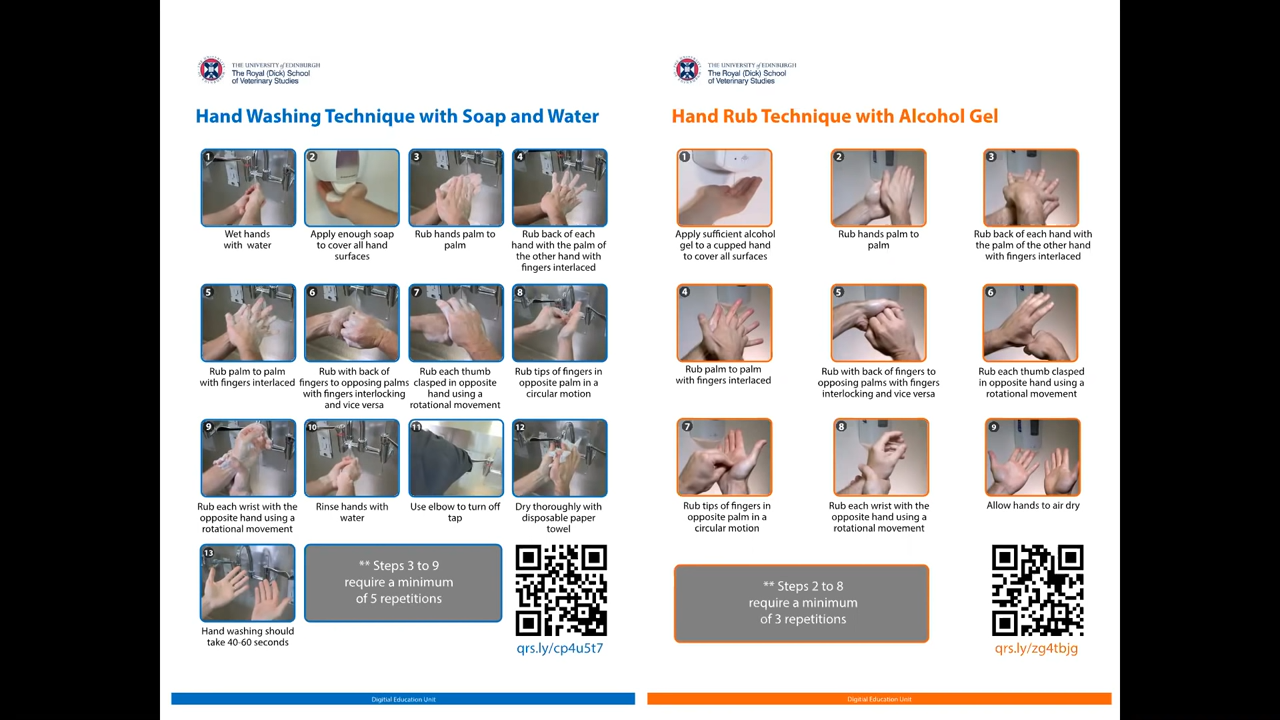 THE UNIVERSITY of EDINBURGH
The Royal (Dick) School
of Veterinary Studies
Hand Washing Technique with Soap and Water
1
Wet hands
with water
2
Apply enough soap
to cover all hand
surfaces
3
Rub hands palm to
palm
4
Rub back of each
hand with the palm of
the other hand with
fingers interlaced
5
Rub palm to palm
with fingers interlaced
6
Rub with back of
fingers to opposing palms
with fingers interlocking
and vice versa
7
Rub each thumb
clasped in opposite
hand using a
rotational movement
8
Rub tips of fingers in
opposite palm in a
circular motion
9
Rub each wrist with the
opposite hand using a
rotational movement
10
Rinse hands with
water
11
Use elbow to turn off
tap
12
Dry thoroughly with
disposable paper
towel
13
Hand washing should
take 40-60 seconds
** Steps 3 to 9
require a minimum
of 5 repetitions
qrs.ly/cp4u5t7
Digitial Education Unit
THE UNIVERSITY of EDINBURGH
The Royal (Dick) School
of Veterinary Studies
Hand Rub Technique with Alcohol Gel
1
Apply sufficient alcohol
gel to a cupped hand
to cover all surfaces
2
Rub hands palm to
palm
3
Rub back of each hand with
the palm of the other hand
with fingers interlaced
4
Rub palm to palm
with fingers interlaced
5
Rub with back of fingers to
opposing palms with fingers
interlocking and vice versa
6
Rub each thumb clasped
in opposite hand using a
rotational movement
7
Rub tips of fingers in
opposite palm in a
circular motion
8
Rub each wrist with the
opposite hand using a
rotational movement
9
Allow hands to air dry
** Steps 2 to 8
require a minimum
of 3 repetitions
qrs.ly/zg4tbjg
Digitial Education Unit